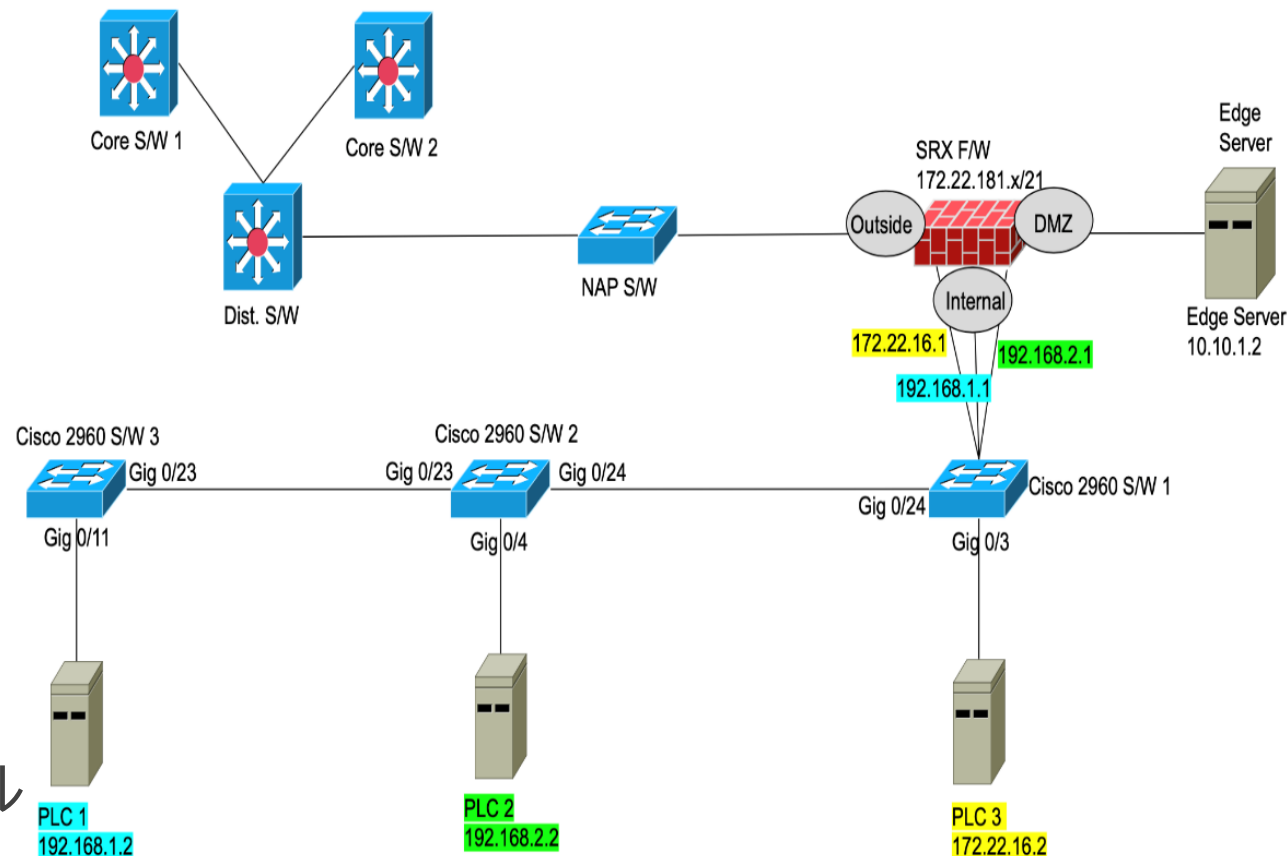 Core S/W 1
Core S/W 2
Dist. S/W
NAP S/W
SRX F/W
172.22.181.x/21
Outside
DMZ
Internal
Edge
Server
Edge Server
10.10.1.2
172.22.16.1
192.168.2.1
192.168.1.1
Cisco 2960 S/W 3
Gig 0/23
Gig 0/11
Cisco 2960 S/W 2
Gig 0/23
Gig 0/24
Gig 0/4
Cisco 2960 S/W 1
Gig 0/24
Gig 0/3
PLC 1
192.168.1.2
PLC 2
192.168.2.2
PLC 3
172.22.16.2